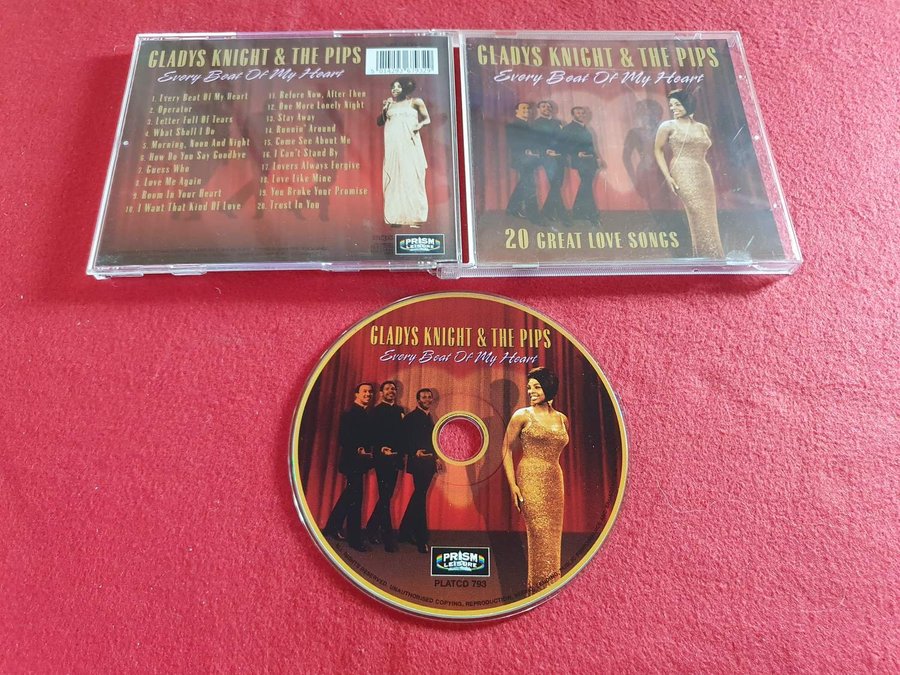 GLADYS KNIGHT & THE PIPS
Every Beat Of My Heart
1. Every Beat Of My Heart
2. Operator
3. Letter Full Of Tears
4. What Shall I Do
5. Morning, Noon And Night
6. How Do You Say Goodbye
7. Guess Who
8. Love Me Again
9. Room In Your Heart
10. I Want That Kind Of Love
11. Before Now, After Then
12. One More Lonely Night
13. Stay Away
14. Runnin' Around
15. Come See About Me
16. I Can't Stand By
17. Lovers Always Forgive
18. Love Like Mine
19. You Broke Your Promise
20. Trust In You
PRISM
LEISURE
GLADYS KNIGHT & THE PIPS
Every Beat Of My Heart
20 GREAT LOVE SONGS
GLADYS KNIGHT & THE PIPS
Every Beat Of My Heart
PRISM
LEISURE
PLATCD 793
RIGHTS RESERVED. UNAUTHORISED COPYING, REPRODUCTION,